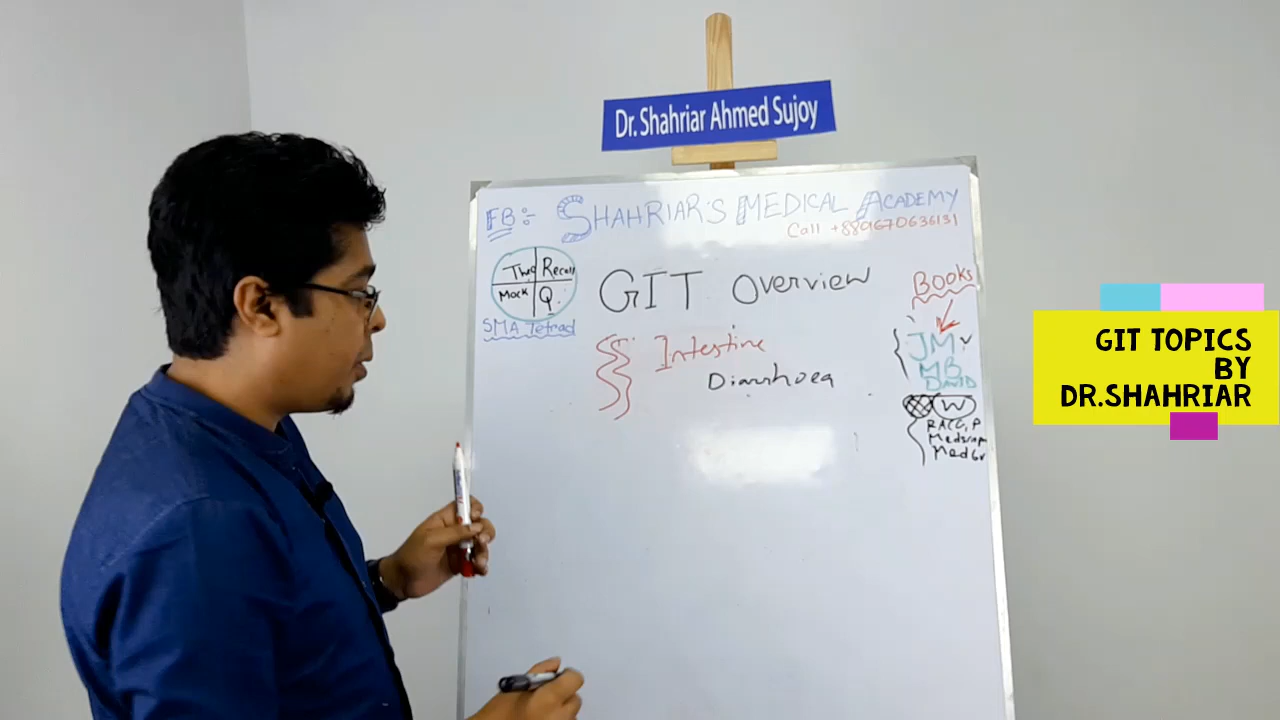 Dr. Shahriar Ahmed Sujoy
FB:- SHAHRIAR'S MEDICAL ACADEMY
Call +8801670636131
Two Recall
Mock Q
SMA Tetrad
GIT Overview
Books
Intestine
Diarrhoea
JM
MB
DAVID
W
RACGP
Medscape
GIT TOPICS
BY
DR.SHAHRIAR